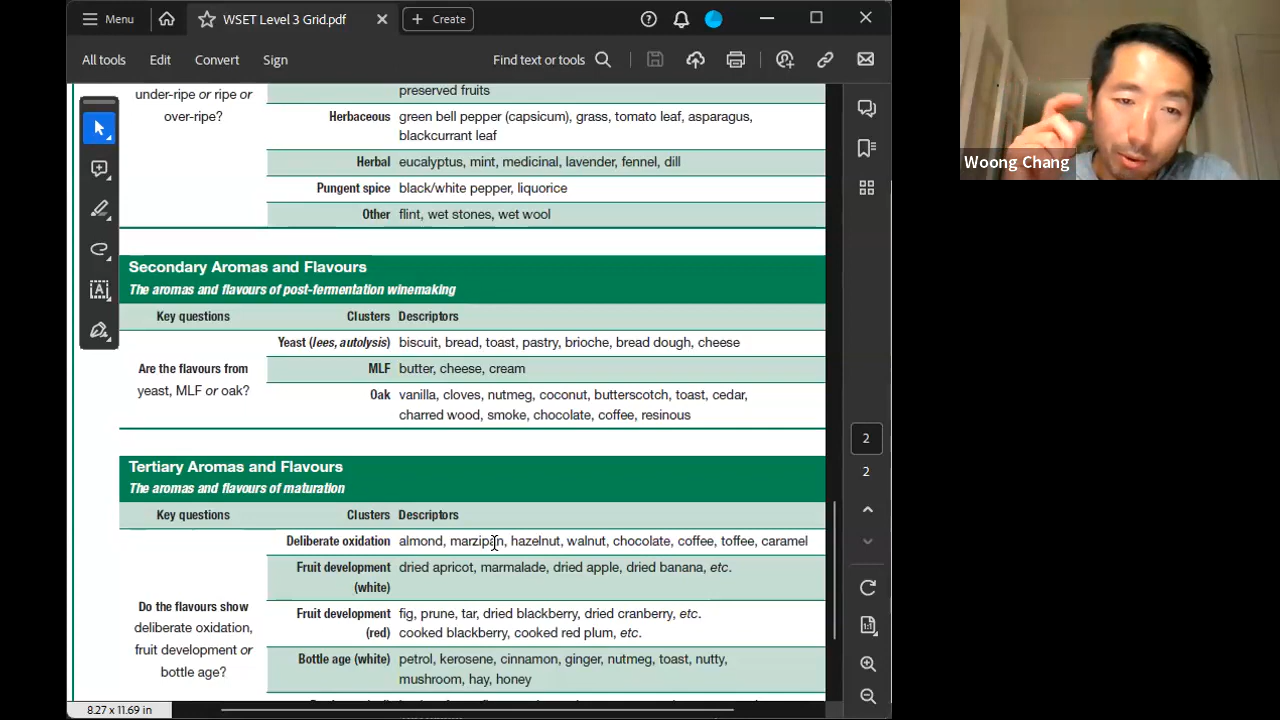 Menu
WSET Level 3 Grid.pdf
Create
All tools
Edit
Convert
Sign
Find text or tools
under-ripe or ripe or
over-ripe?
preserved fruits
Herbaceous green bell pepper (capsicum), grass, tomato leaf, asparagus,
blackcurrant leaf
Herbal eucalyptus, mint, medicinal, lavender, fennel, dill
Pungent spice black/white pepper, liquorice
Other flint, wet stones, wet wool
Secondary Aromas and Flavours
The aromas and flavours of post-fermentation winemaking
Key questions Clusters Descriptors
Are the flavours from
yeast, MLF or oak?
Yeast (lees, autolysis) biscuit, bread, toast, pastry, brioche, bread dough, cheese
MLF butter, cheese, cream
Oak vanilla, cloves, nutmeg, coconut, butterscotch, toast, cedar,
charred wood, smoke, chocolate, coffee, resinous
Tertiary Aromas and Flavours
The aromas and flavours of maturation
Key questions Clusters Descriptors
Do the flavours show
deliberate oxidation,
fruit development or
bottle age?
Deliberate oxidation almond, marzipan, hazelnut, walnut, chocolate, coffee, toffee, caramel
Fruit development dried apricot, marmalade, dried apple, dried banana, etc.
(white)
Fruit development fig, prune, tar, dried blackberry, dried cranberry, etc.
(red) cooked blackberry, cooked red plum, etc.
Bottle age (white) petrol, kerosene, cinnamon, ginger, nutmeg, toast, nutty,
mushroom, hay, honey
8.27 x 11.69 in
2
2
1:1
Woong Chang